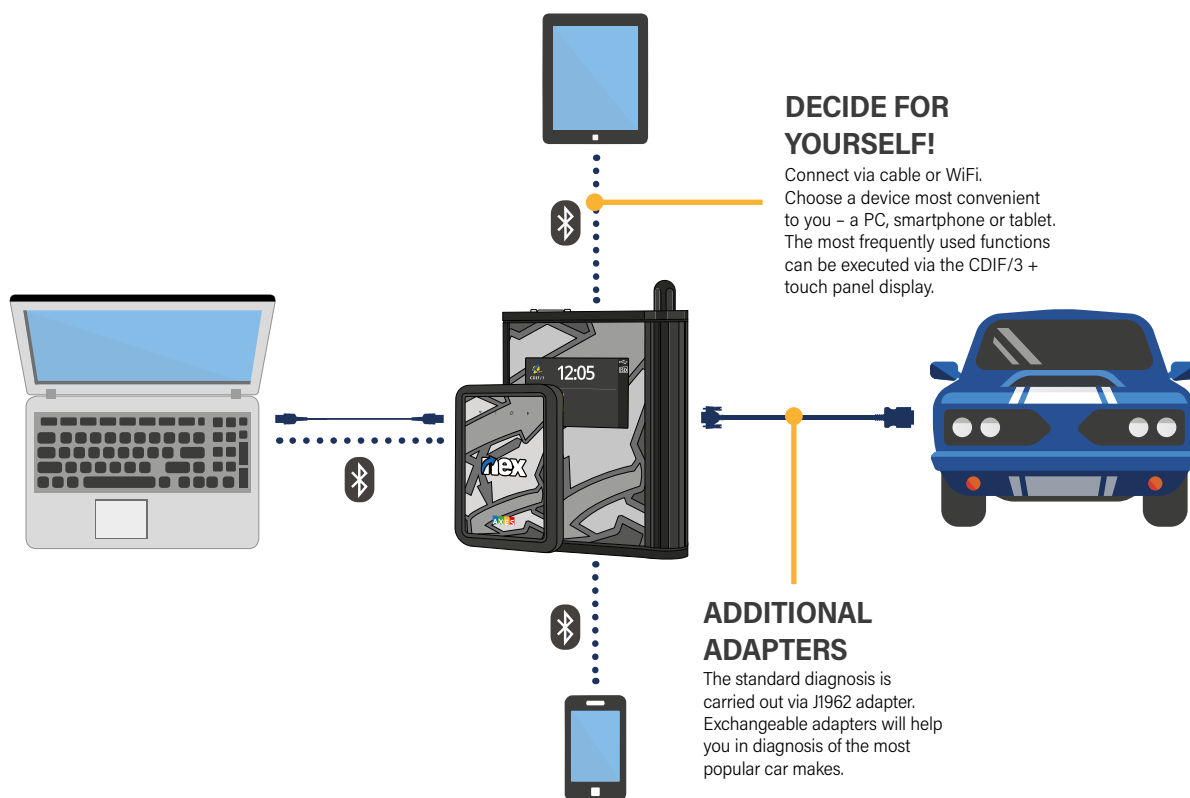 DECIDE FOR
YOURSELF!
Connect via cable or WiFi.
Choose a device most convenient
to you – a PC, smartphone or tablet.
The most frequently used functions
can be executed via the CDIF/3 +
touch panel display.
CDIF/3
12:05
nex
AXES
ADDITIONAL
ADAPTERS
The standard diagnosis is
carried out via J1962 adapter.
Exchangeable adapters will help
you in diagnosis of the most
popular car makes.